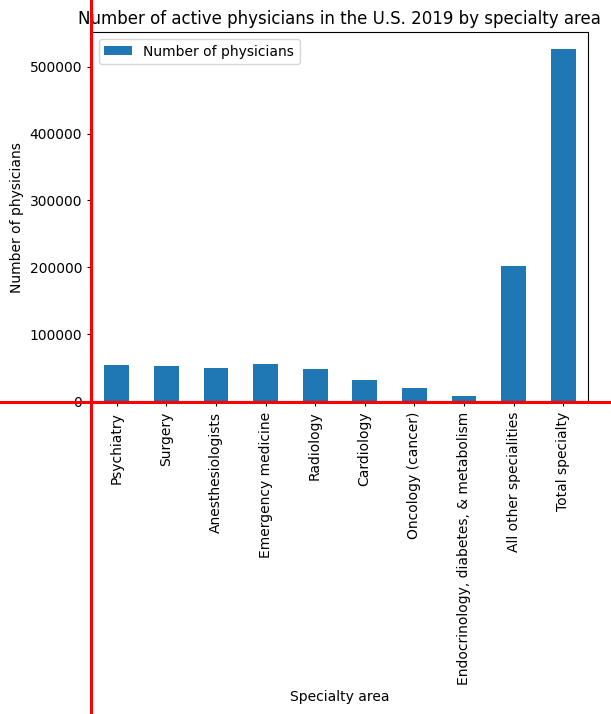 Number of active physicians in the U.S. 2019 by specialty area
Number of physicians
Number of physicians
500000
400000
300000
200000
100000
0
Psychiatry
Surgery
Anesthesiologists
Emergency medicine
Radiology
Cardiology
Oncology (cancer)
Endocrinology, diabetes, & metabolism
All other specialities
Total specialty
Specialty area